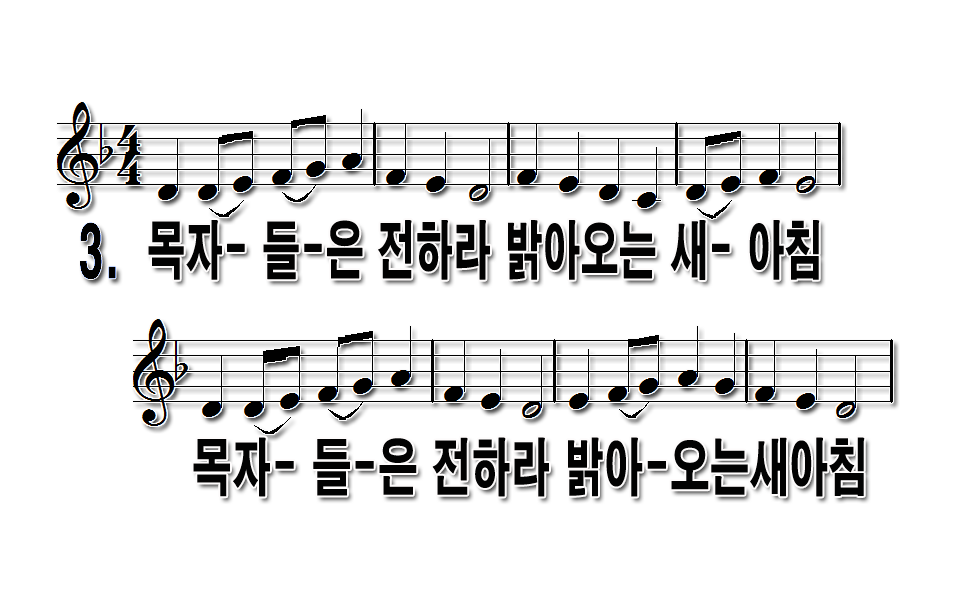 3. 목자- 들-은 전하라 밝아오는 새- 아침
목자- 들-은 전하라 밝아-오는새아침